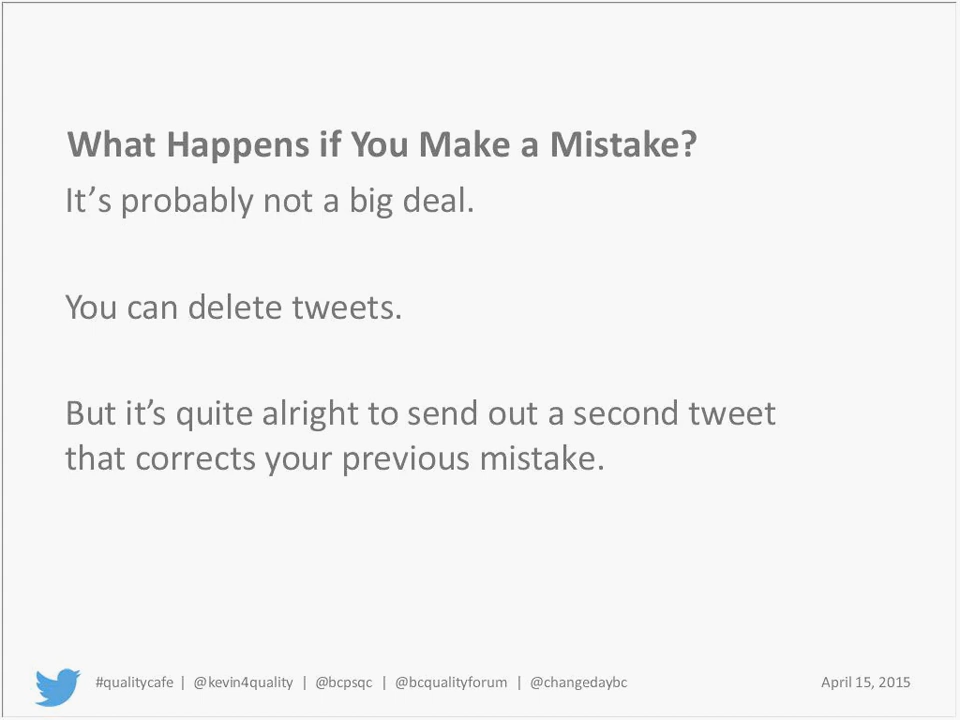 What Happens if You Make a Mistake?
It’s probably not a big deal.
You can delete tweets.
But it’s quite alright to send out a second tweet
that corrects your previous mistake.
#qualitycafe | @kevin4quality | @bcpsqc | @bcqualityforum | @changedaybc April 15, 2015